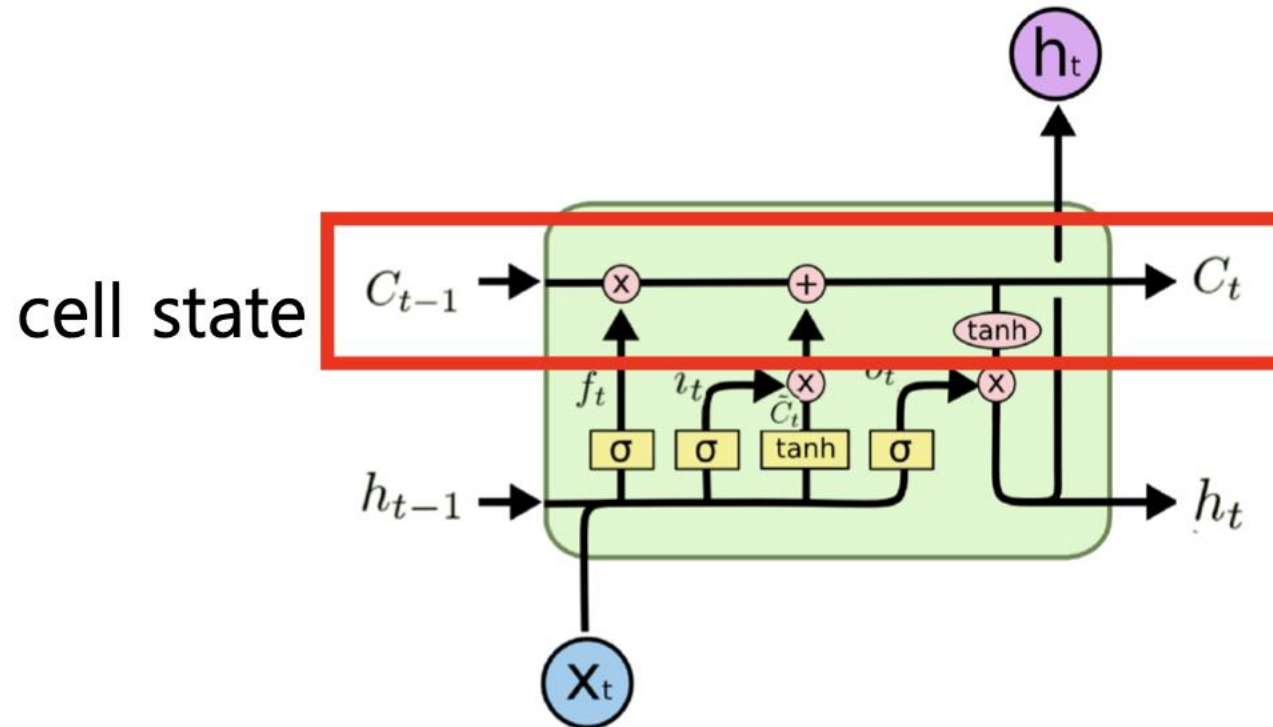 hₜ
cell state
Cₜ₋₁ x + Cₜ
tanh
fₜ iₜ x C̃ₜ oₜ x
σ σ tanh σ
hₜ₋₁ hₜ
Xₜ